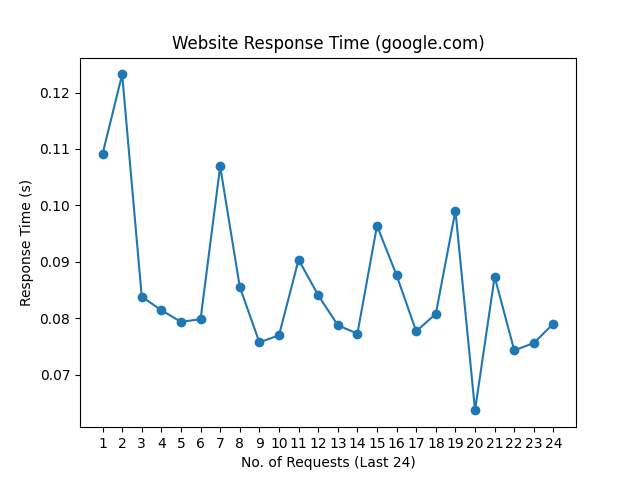 Website Response Time (google.com)
0.12
0.11
0.10
0.09
0.08
0.07
Response Time (s)
1 2 3 4 5 6 7 8 9 10 11 12 13 14 15 16 17 18 19 20 21 22 23 24
No. of Requests (Last 24)